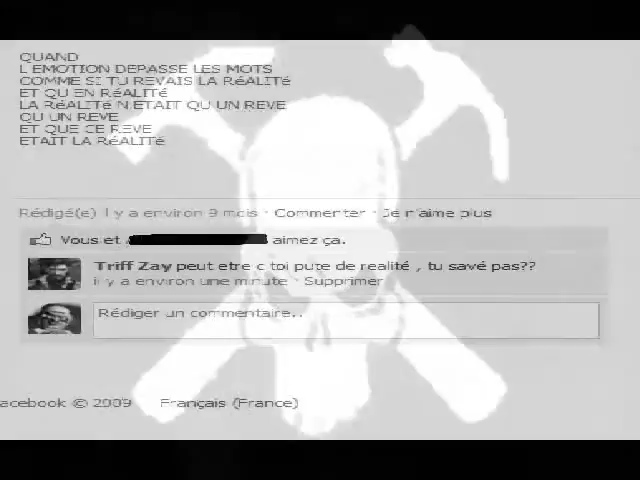 QUAND
L EMOTION DEPASSE LES MOTS
COMME SI TU REVAIS LA RéALITé
ET QU EN RéALITé
LA RéALITé N ETAIT QU UN REVE
QU UN REVE
ET QUE CE REVE
ETAIT LA RéALITé
Rédigé(e) il y a environ 9 mois · Commenter · Je n'aime plus
Vous et aimez ça.
Triff Zay peut etre c toi pute de realité , tu savé pas??
il y a environ une minute · Supprimer
Rédiger un commentaire..
acebook © 2009 Français (France)